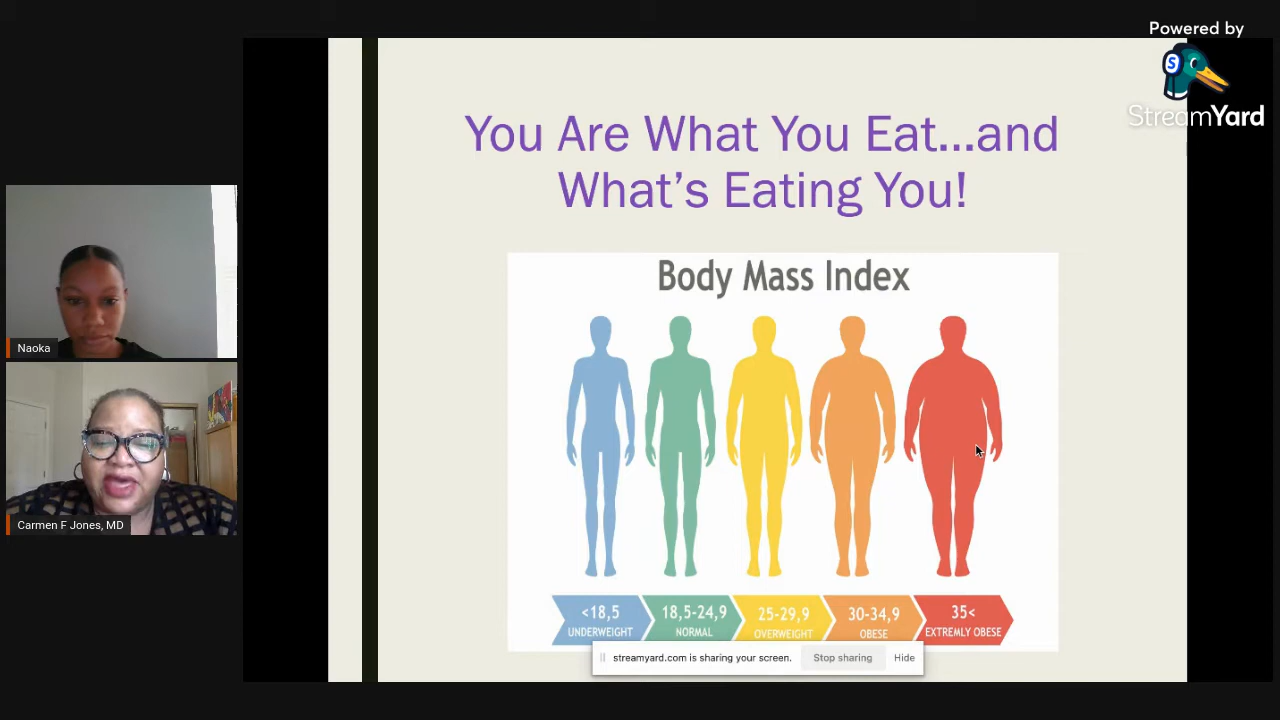 Powered by
S
StreamYard
You Are What You Eat...and
What's Eating You!
Body Mass Index
<18,5
UNDERWEIGHT
18,5-24,9
NORMAL
25-29,9
OVERWEIGHT
30-34,9
OBESE
35<
EXTREMLY OBESE
streamyard.com is sharing your screen.
Stop sharing
Hide
Naoka
Carmen F Jones, MD